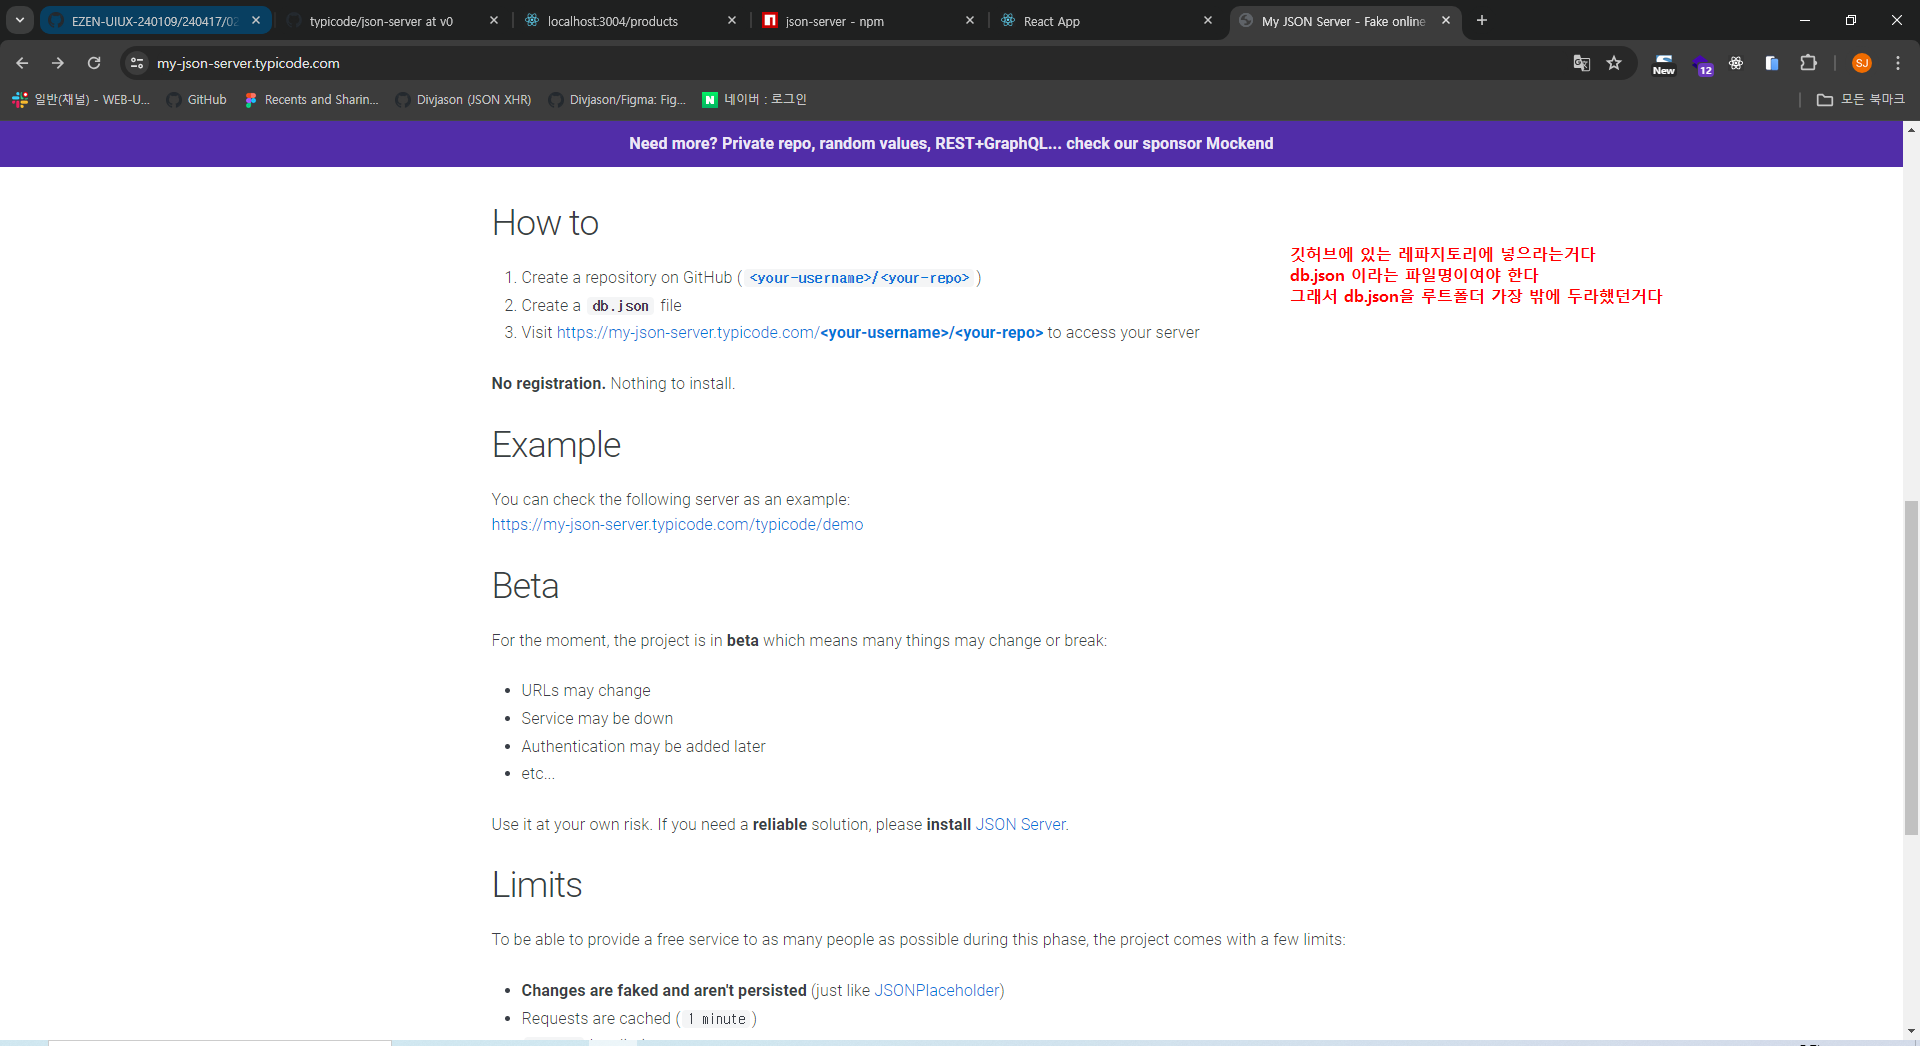 EZEN-UIUX-240109/240417/02
typicode/json-server at v0
localhost:3004/products
json-server - npm
React App
My JSON Server - Fake online
my-json-server.typicode.com
New
12
SJ
일반(채널) - WEB-U...
GitHub
Recents and Sharin...
Divjason (JSON XHR)
Divjason/Figma: Fig...
N
네이버 : 로그인
모든 북마크
Need more? Private repo, random values, REST+GraphQL... check our sponsor Mockend
How to
1. Create a repository on GitHub ( <your-username>/<your-repo> )
2. Create a db.json file
3. Visit https://my-json-server.typicode.com/<your-username>/<your-repo> to access your server
깃허브에 있는 레파지토리에 넣으라는거다
db.json 이라는 파일명이여야 한다
그래서 db.json을 루트폴더 가장 밖에 두라했던거다
No registration. Nothing to install.
Example
You can check the following server as an example:
https://my-json-server.typicode.com/typicode/demo
Beta
For the moment, the project is in beta which means many things may change or break:
• URLs may change
• Service may be down
• Authentication may be added later
• etc...
Use it at your own risk. If you need a reliable solution, please install JSON Server.
Limits
To be able to provide a free service to as many people as possible during this phase, the project comes with a few limits:
• Changes are faked and aren't persisted (just like JSONPlaceholder)
• Requests are cached ( 1 minute )